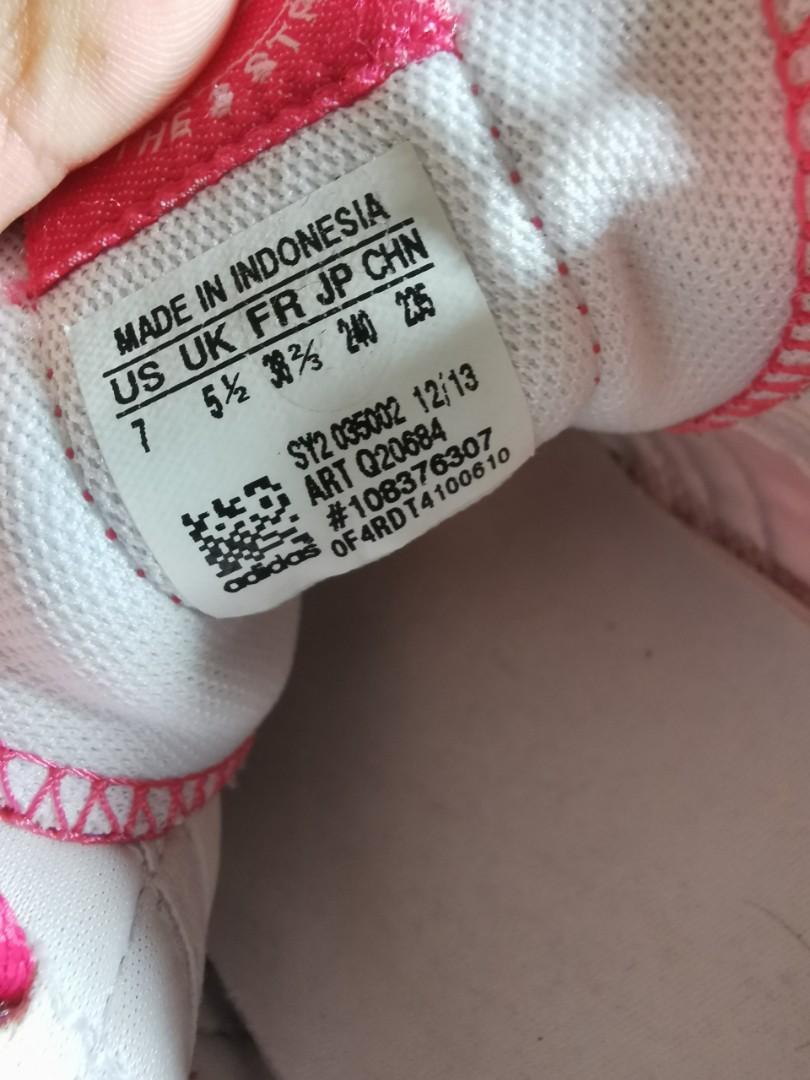 THE
MADE IN INDONESIA
US UK FR JP CHN
7 5½ 38⅔ 240 235
SY2 035002 12/13
ART Q20684
#108376307
0F4RDT4100610
adidas